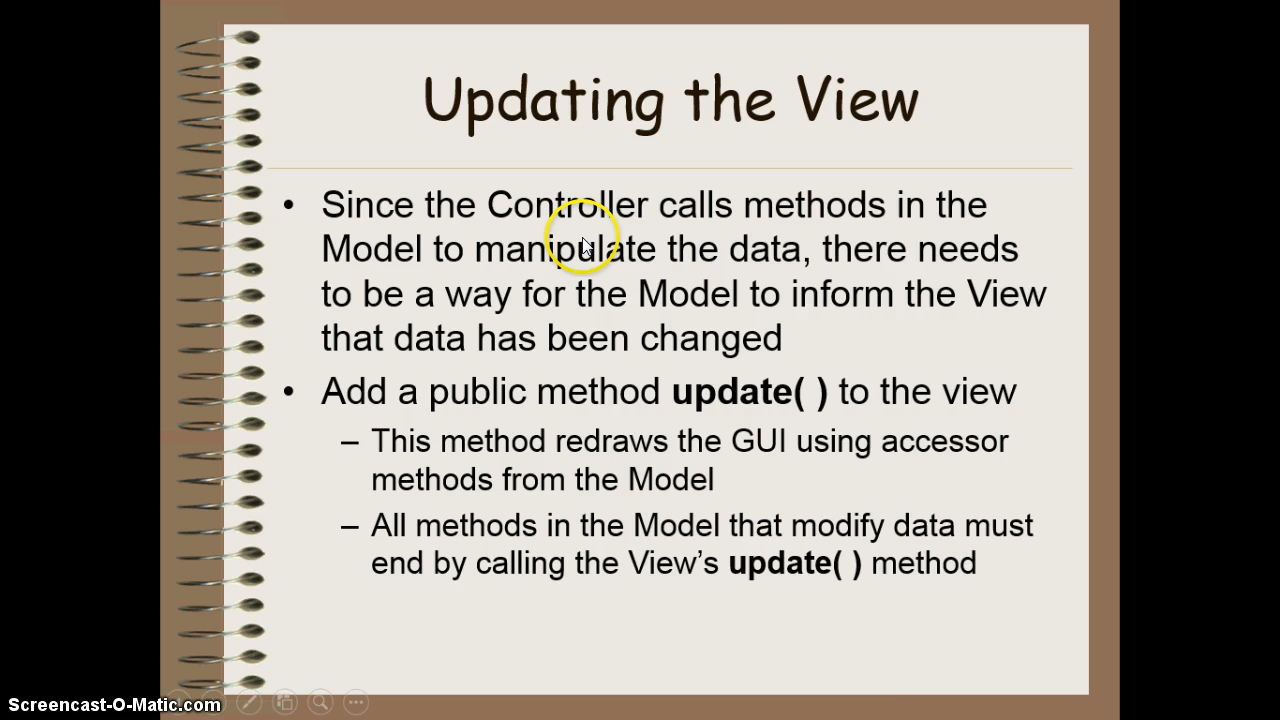 Updating the View
• Since the Controller calls methods in the
Model to manipulate the data, there needs
to be a way for the Model to inform the View
that data has been changed
• Add a public method update( ) to the view
– This method redraws the GUI using accessor
methods from the Model
– All methods in the Model that modify data must
end by calling the View’s update( ) method
Screencast-O-Matic.com